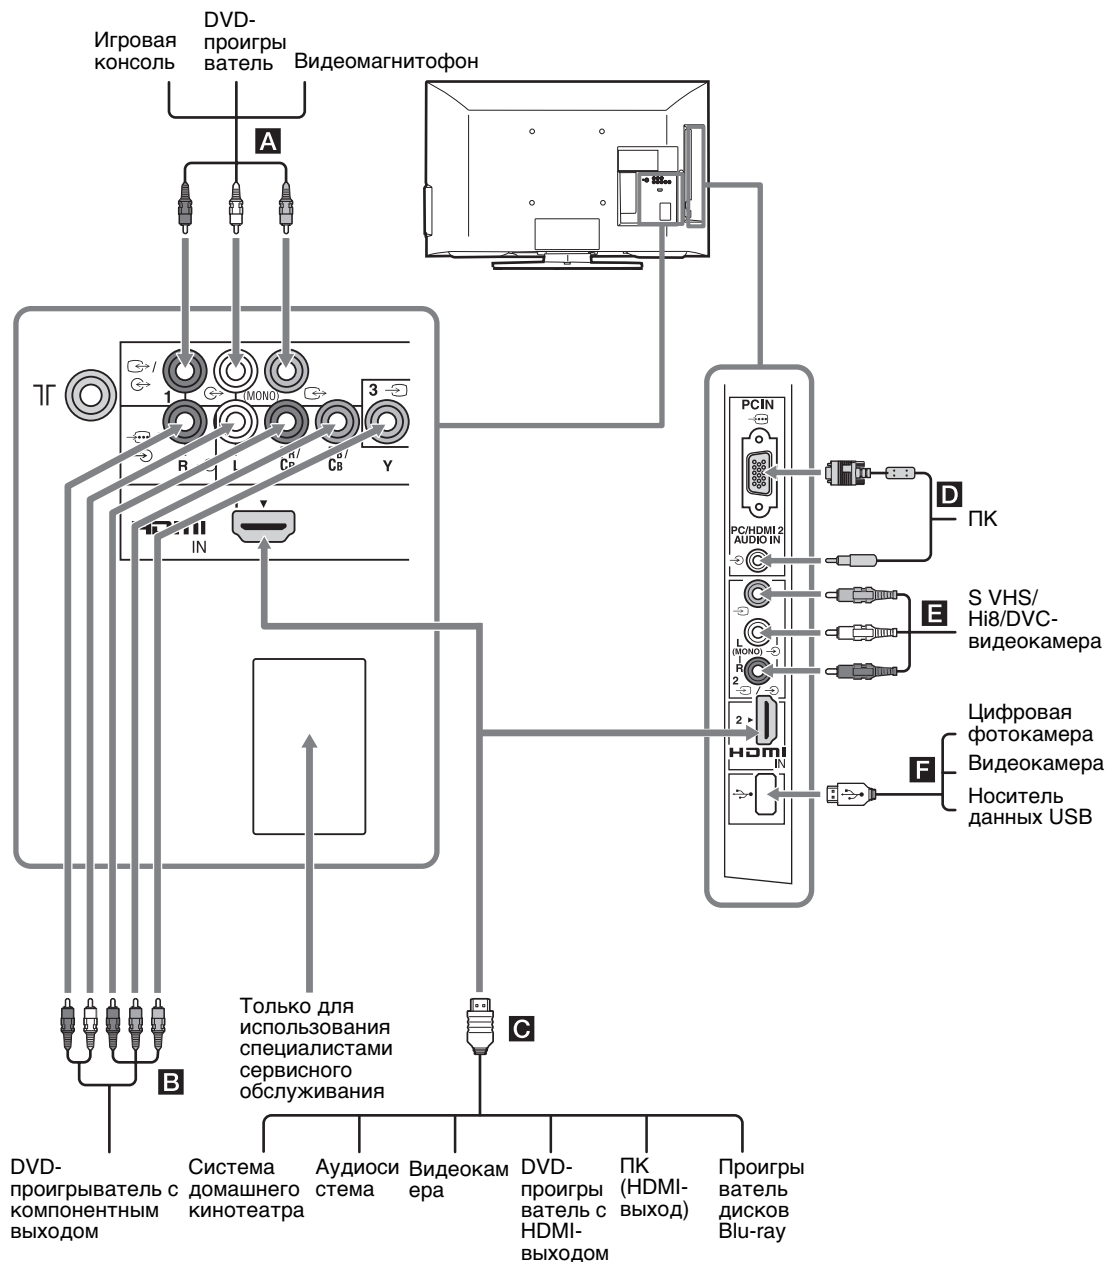 Игровая
консоль
DVD-
проигры
ватель
Видеомагнитофон
A
1
(MONO)
3
R
L
Y
CB
IN
PC IN
PC/HDMI 2
AUDIO IN
L
(MONO)
R
2
2
HDMI
IN
D
ПК
E
S VHS/
Hi8/DVC-
видеокамера
F
Цифровая
фотокамера
Видеокамера
Носитель
данных USB
B
C
Только для
использования
специалистами
сервисного
обслуживания
DVD-
проигрыватель с
компонентным
выходом
Система
домашнего
кинотеатра
Аудиоси
стема
Видеокам
ера
DVD-
проигры
ватель с
HDMI-
выходом
ПК
(HDMI-
выход)
Проигры
ватель
дисков
Blu-ray